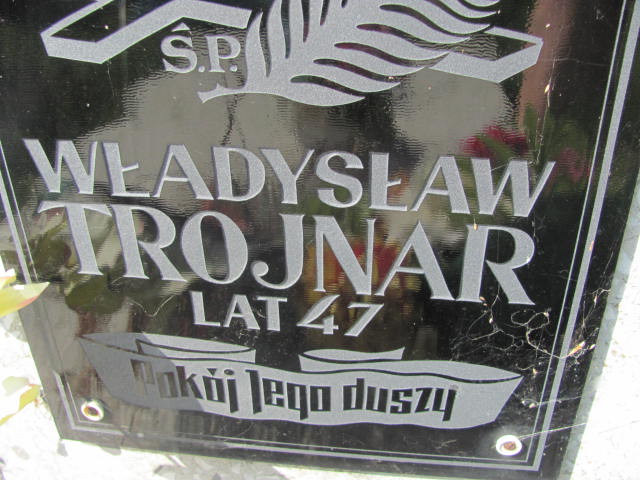 Ś.P.
WŁADYSŁAW
TROJNAR
LAT 47
Pokój Jego duszy